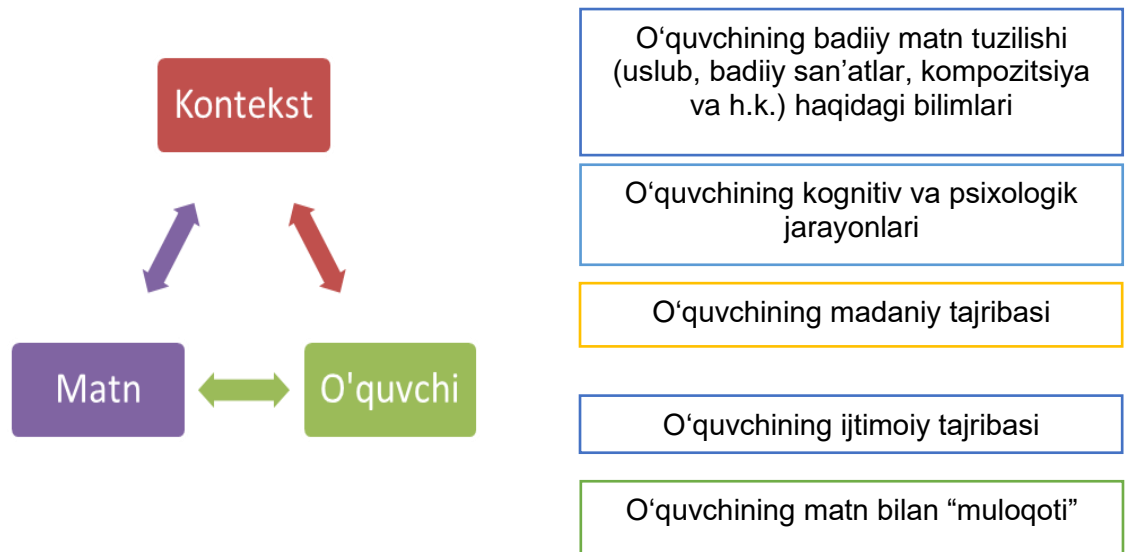 Kontekst
Matn
O'quvchi
O‘quvchining badiiy matn tuzilishi
(uslub, badiiy san’atlar, kompozitsiya
va h.k.) haqidagi bilimlari
O‘quvchining kognitiv va psixologik
jarayonlari
O‘quvchining madaniy tajribasi
O‘quvchining ijtimoiy tajribasi
O‘quvchining matn bilan “muloqoti”